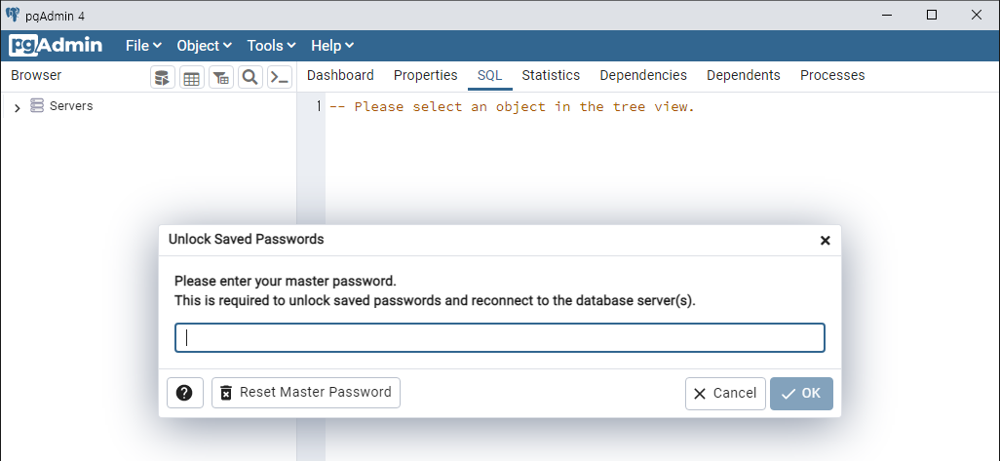 pgAdmin 4
pgAdmin File Object Tools Help
Browser Dashboard Properties SQL Statistics Dependencies Dependents Processes
Servers
1 -- Please select an object in the tree view.
Unlock Saved Passwords
Please enter your master password.
This is required to unlock saved passwords and reconnect to the database server(s).
Reset Master Password Cancel OK